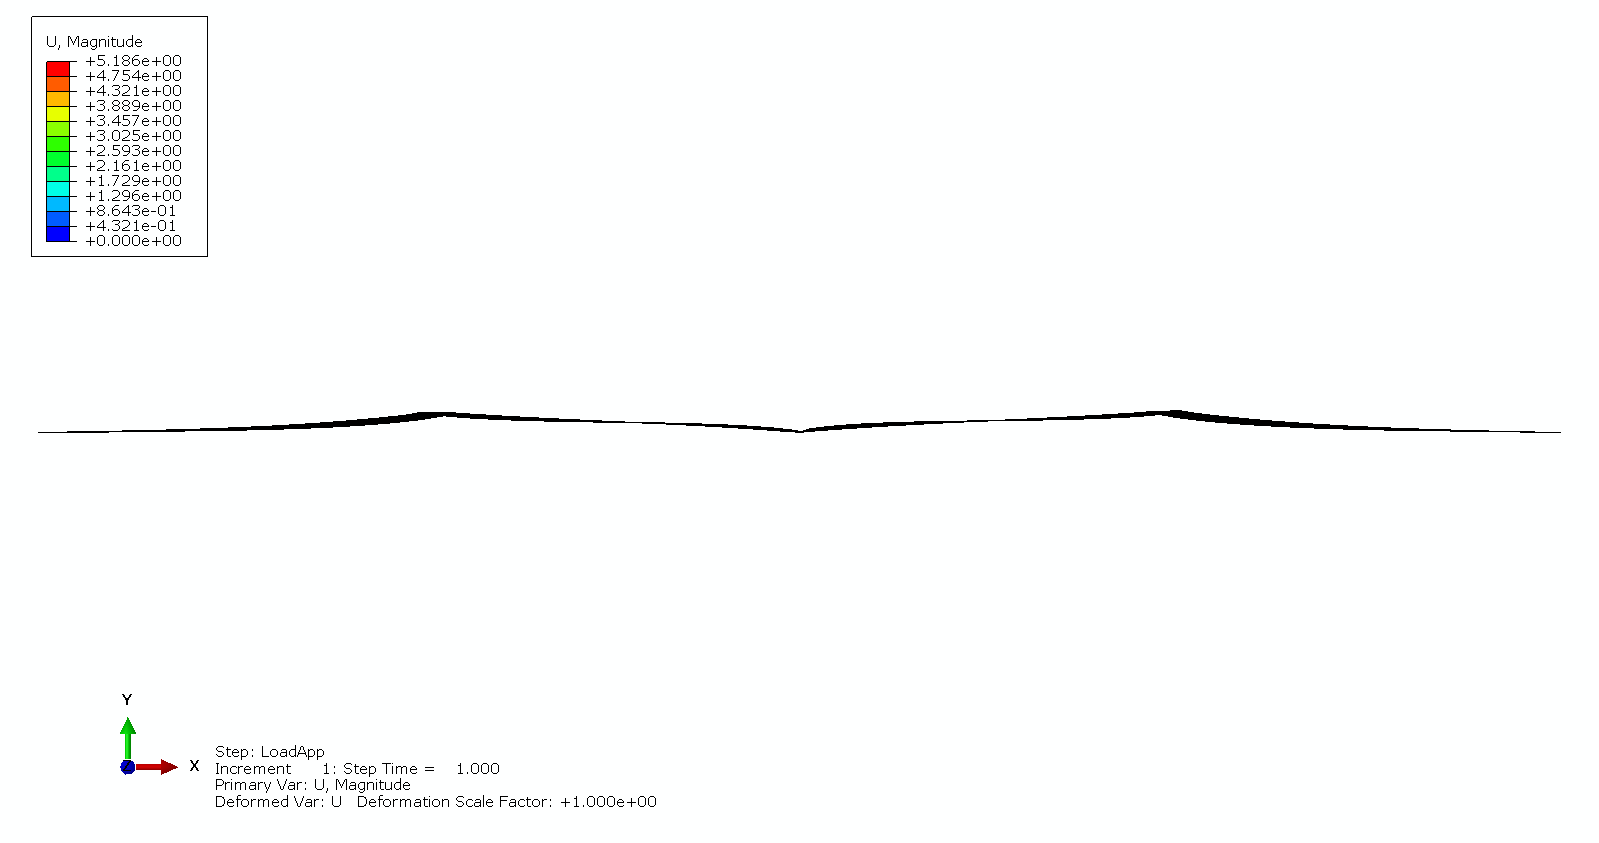 U, Magnitude
+5.186e+00
+4.754e+00
+4.321e+00
+3.889e+00
+3.457e+00
+3.025e+00
+2.593e+00
+2.161e+00
+1.729e+00
+1.296e+00
+8.643e-01
+4.321e-01
+0.000e+00
Y
X
Step: LoadApp
Increment 1: Step Time = 1.000
Primary Var: U, Magnitude
Deformed Var: U Deformation Scale Factor: +1.000e+00